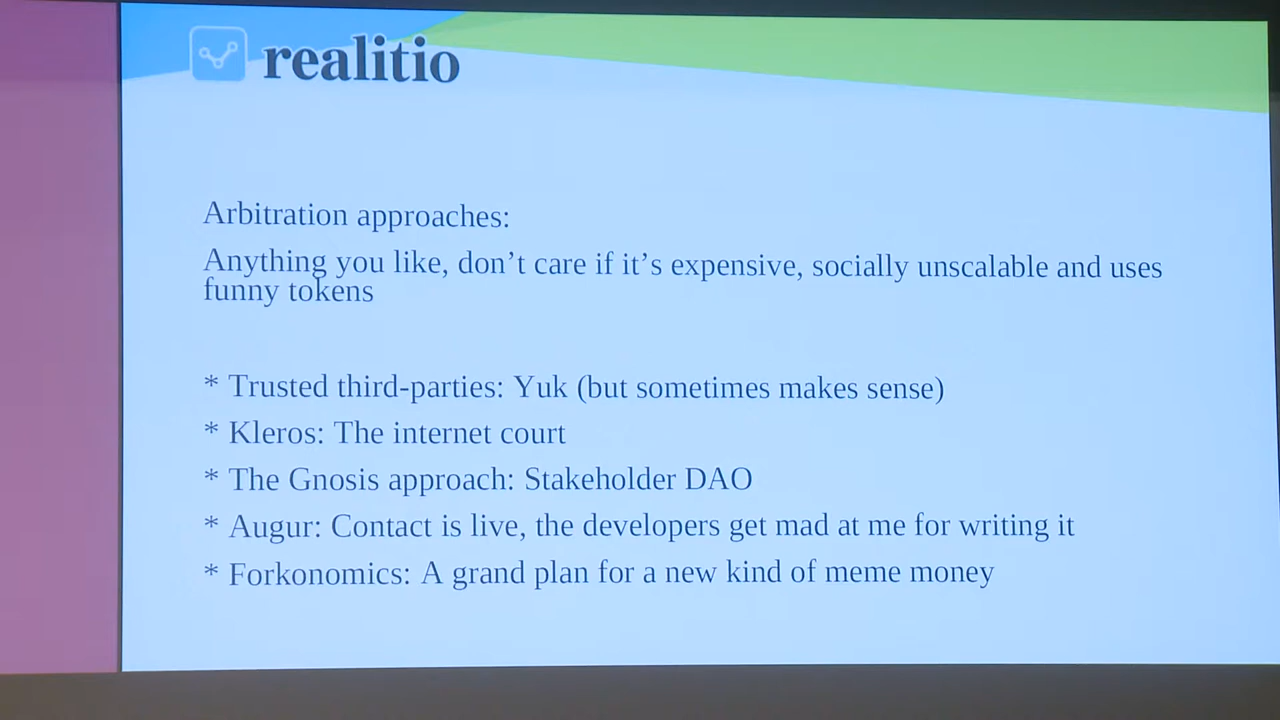 realitio
Arbitration approaches:
Anything you like, don’t care if it’s expensive, socially unscalable and uses
funny tokens
* Trusted third-parties: Yuk (but sometimes makes sense)
* Kleros: The internet court
* The Gnosis approach: Stakeholder DAO
* Augur: Contact is live, the developers get mad at me for writing it
* Forkonomics: A grand plan for a new kind of meme money